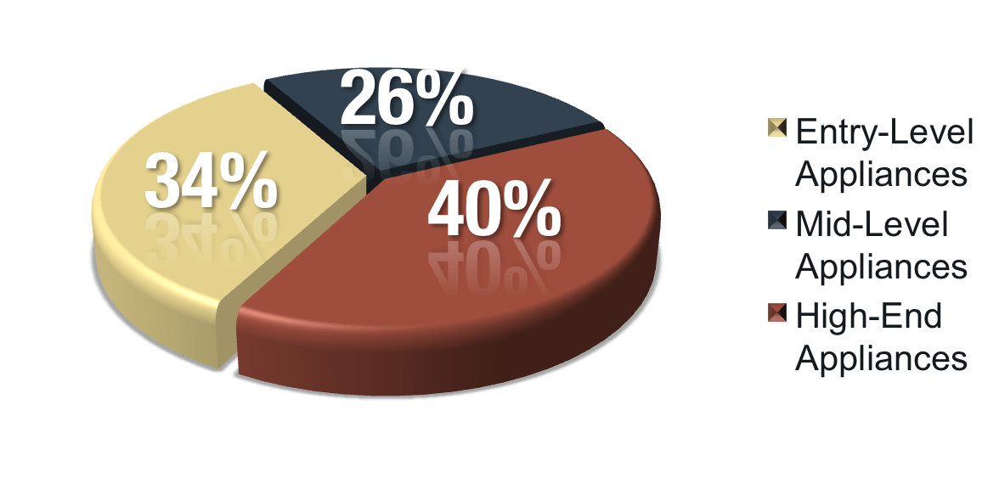 26%
34%
40%
Entry-Level
Appliances
Mid-Level
Appliances
High-End
Appliances